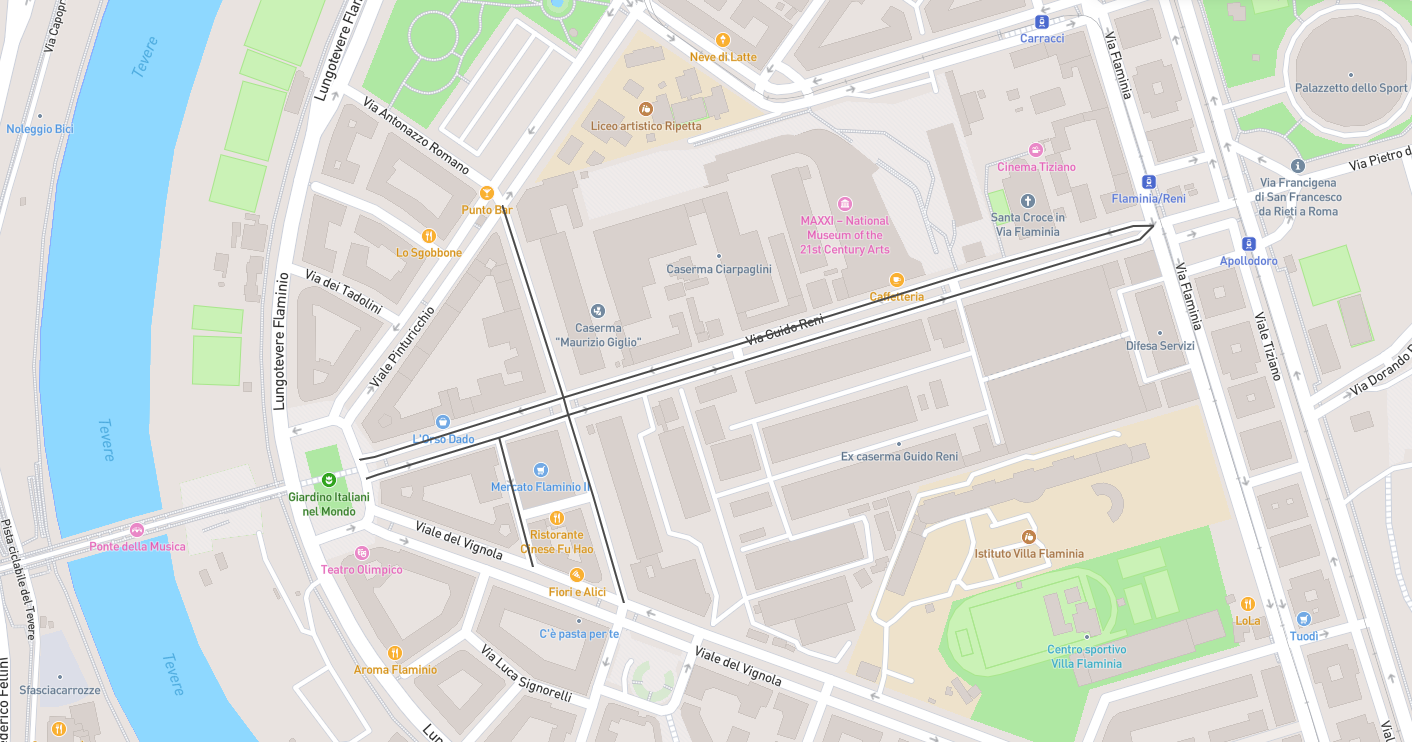 Via Capopr
Tevere
Lungotevere Flam
Noleggio Bici
Via Antonazzo Romano
Neve di Latte
Liceo artistico Ripetta
Carracci
Via Flaminia
Palazzetto dello Sport
Cinema Tiziano
Via Pietro d
Via Francigena
di San Francesco
da Rieti a Roma
Flaminia/Reni
Santa Croce in
Via Flaminia
Punto Bar
Lo Sgobbone
MAXXI – National
Museum of the
21st Century Arts
Caserma Ciarpaglini
Apollodoro
Via dei Tadolini
Lungotevere Flaminio
Viale Pinturicchio
Caserma
"Maurizio Giglio"
Caffetteria
Via Guido Reni
Via Flaminia
Viale Tiziano
Difesa Servizi
Via Dorando P
L'Orso Dado
Tevere
Mercato Flaminio II
Ex caserma Guido Reni
Giardino Italiani
nel Mondo
Ponte della Musica
Viale del Vignola
Ristorante
Cinese Fu Hao
Teatro Olimpico
Fiori e Alici
Istituto Villa Flaminia
Pista ciclabile del Tevere
C'è pasta per te
LoLa
Tuodì
Centro sportivo
Villa Flaminia
Aroma Flaminio
Via Luca Signorelli
Viale del Vignola
Tevere
Sfasciacarrozze
derico Fellini
Lun
Viale